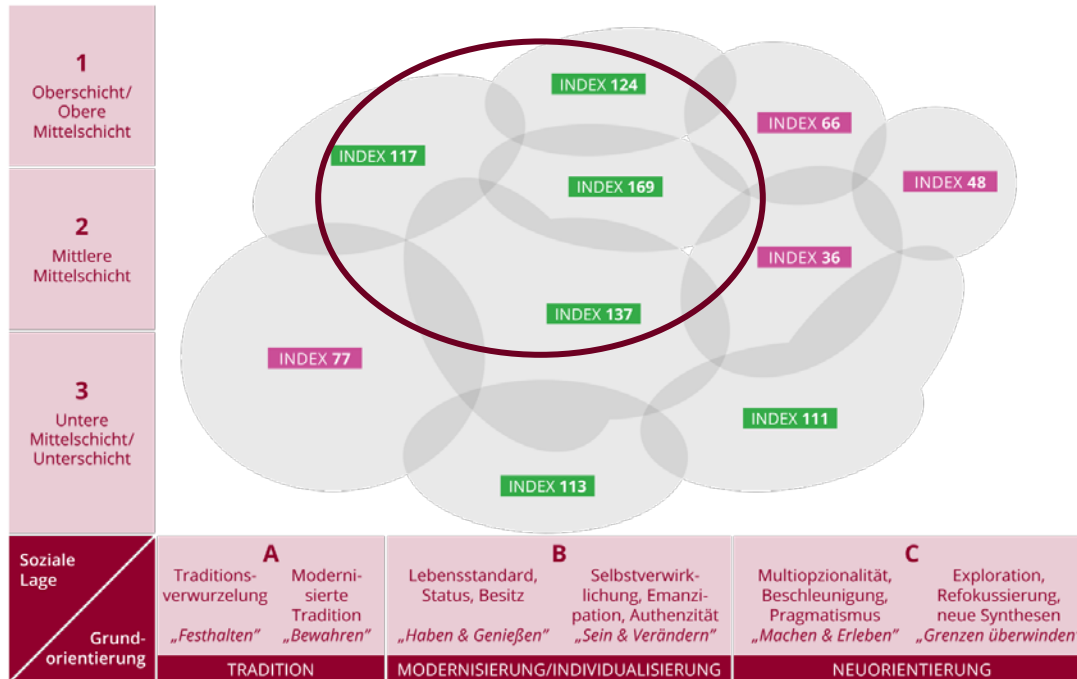 1
Oberschicht/
Obere
Mittelschicht
2
Mittlere
Mittelschicht
3
Untere
Mittelschicht/
Unterschicht
INDEX 124
INDEX 66
INDEX 117
INDEX 48
INDEX 169
INDEX 36
INDEX 137
INDEX 77
INDEX 111
INDEX 113
Soziale
Lage
Grund-
orientierung
A
Traditions-
verwurzelung
„Festhalten”
Moderni-
sierte
Tradition
„Bewahren”
TRADITION
B
Lebensstandard,
Status, Besitz
„Haben & Genießen”
Selbstverwirk-
lichung, Emanzi-
pation, Authenzität
„Sein & Verändern”
MODERNISIERUNG/INDIVIDUALISIERUNG
C
Multiopzionalität,
Beschleunigung,
Pragmatismus
„Machen & Erleben”
Exploration,
Refokussierung,
neue Synthesen
„Grenzen überwinden”
NEUORIENTIERUNG